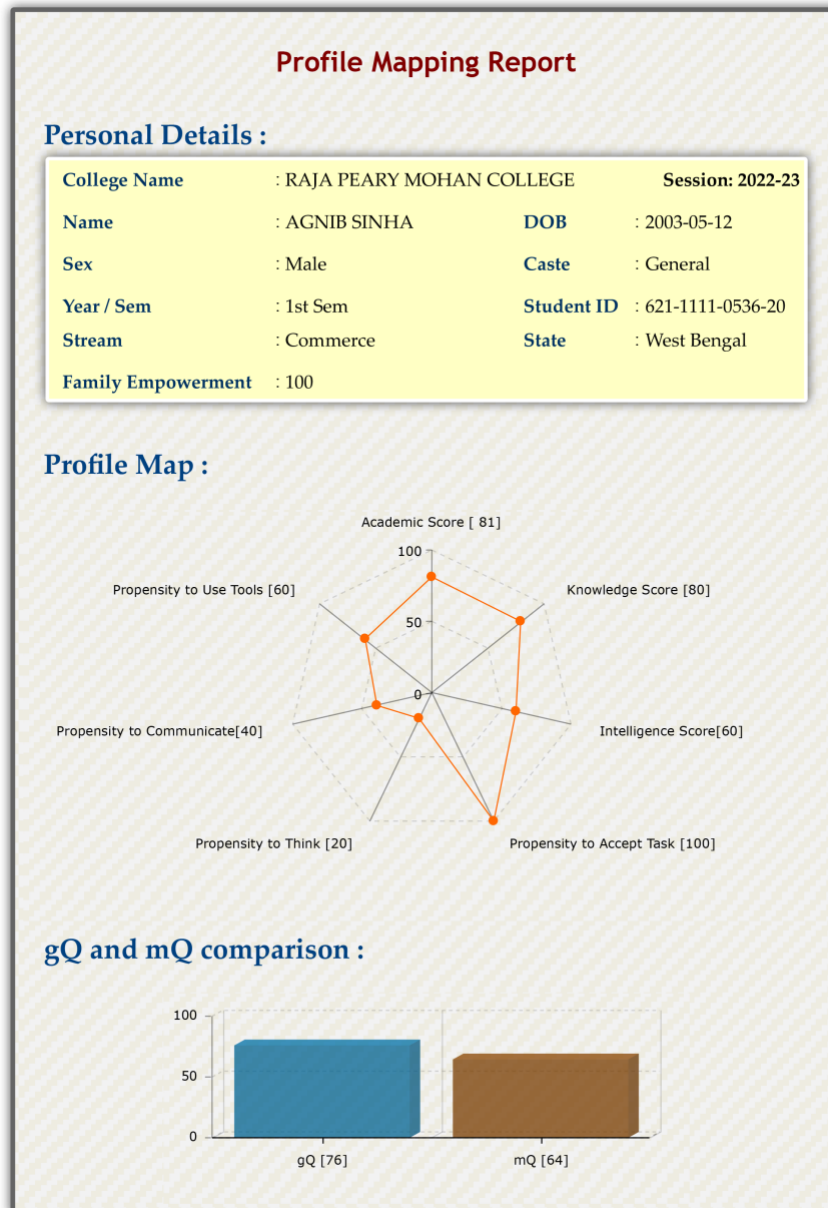 Profile Mapping Report
Personal Details :
College Name : RAJA PEARY MOHAN COLLEGE Session: 2022-23
Name : AGNIB SINHA DOB : 2003-05-12
Sex : Male Caste : General
Year / Sem : 1st Sem Student ID : 621-1111-0536-20
Stream : Commerce State : West Bengal
Family Empowerment : 100
Profile Map :
Academic Score [ 81]
100
Propensity to Use Tools [60] Knowledge Score [80]
50
0
Propensity to Communicate[40] Intelligence Score[60]
Propensity to Think [20] Propensity to Accept Task [100]
gQ and mQ comparison :
100
50
0
gQ [76] mQ [64]